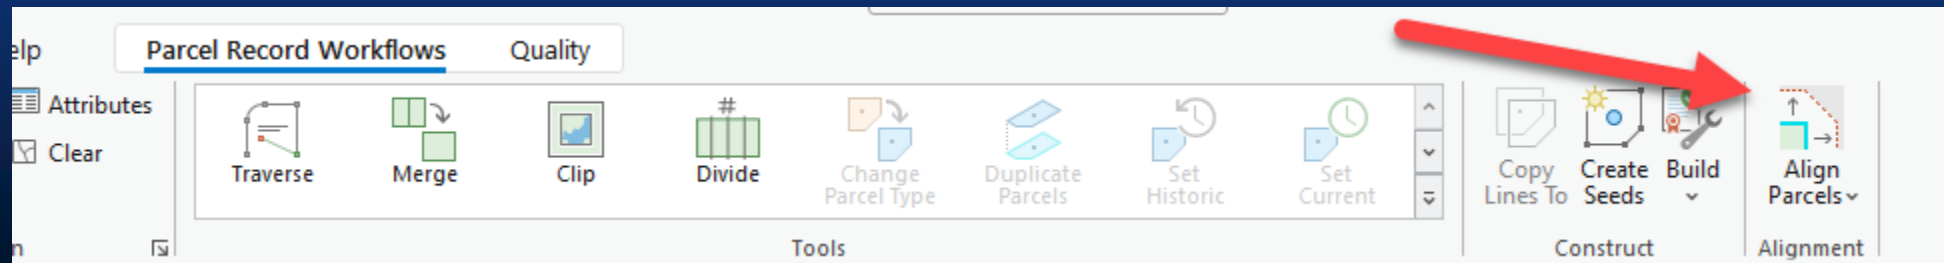 elp
Parcel Record Workflows
Quality
Attributes
Clear
Traverse
Merge
Clip
#
Divide
Change
Parcel Type
Duplicate
Parcels
Set
Historic
Set
Current
Tools
Copy
Lines To
Create
Seeds
Build
Construct
Align
Parcels
Alignment
n